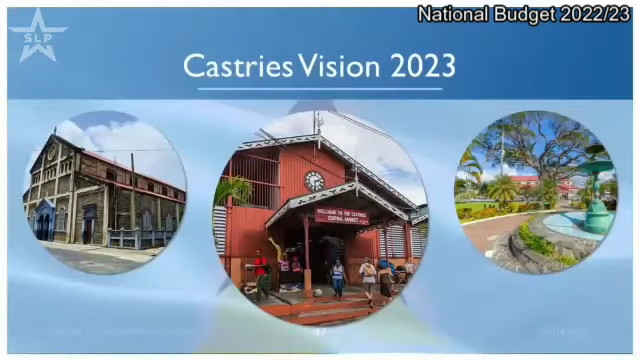 SLP
National Budget 2022/23
Castries Vision 2023
WELCOME TO THE CASTRIES
CENTRAL MARKET